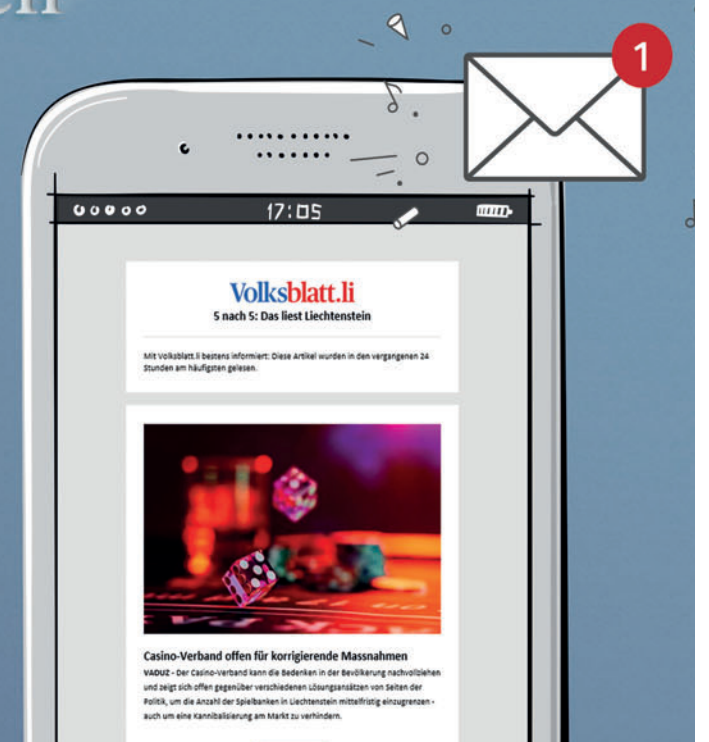 1
17:05
Volksblatt.li
5 nach 5: Das liest Liechtenstein
Mit Volksblatt.li bestens informiert: Diese Artikel wurden in den vergangenen 24
Stunden am häufigsten gelesen.
Casino-Verband offen für korrigierende Massnahmen
VADUZ - Der Casino-Verband kann die Bedenken in der Bevölkerung nachvollziehen
und zeigt sich offen gegenüber verschiedenen Lösungsansätzen von Seiten der
Politik, um die Anzahl der Spielbanken in Liechtenstein mittelfristig einzugrenzen -
auch um eine Kannibalisierung am Markt zu verhindern.